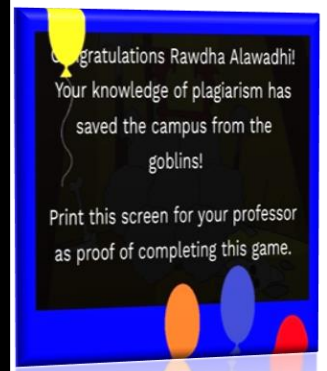 Congratulations Rawdha Alawadhi!
Your knowledge of plagiarism has
saved the campus from the
goblins!
Print this screen for your professor
as proof of completing this game.